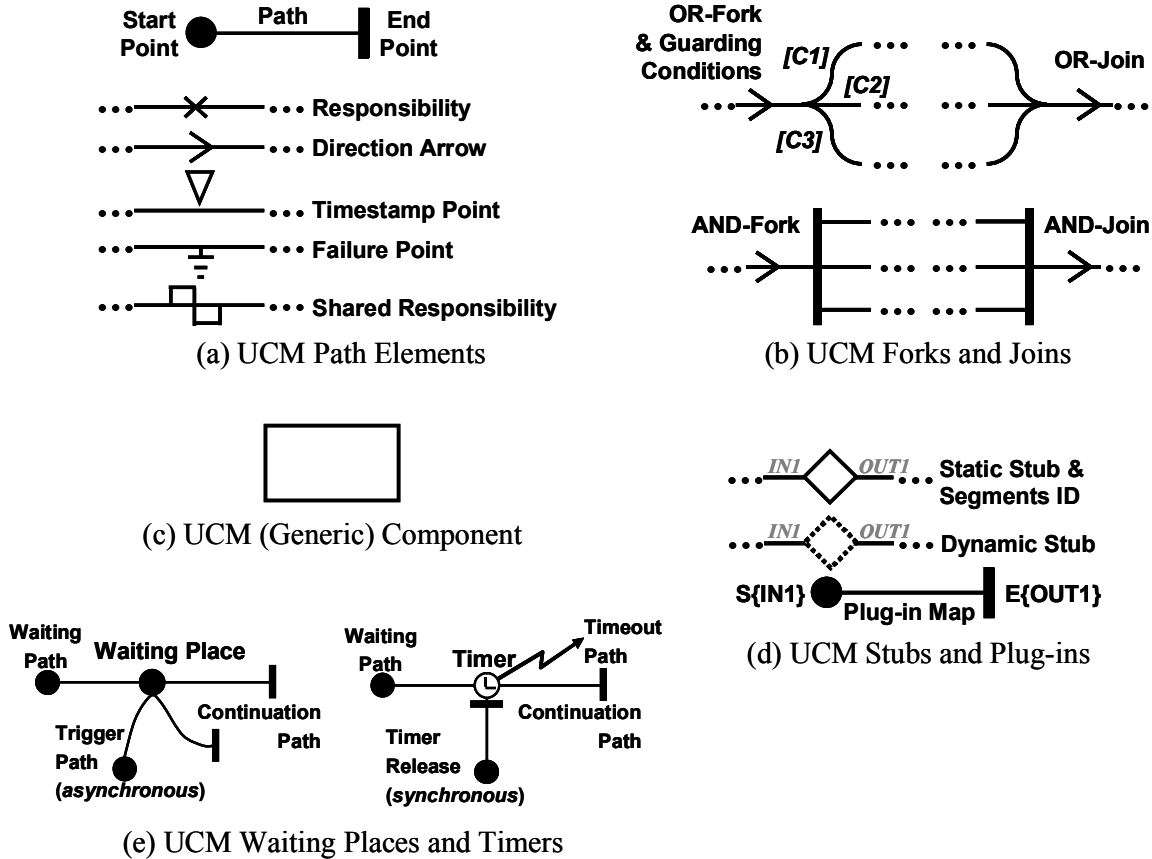 Start Point
Path
End Point
••• Responsibility
••• Direction Arrow
••• Timestamp Point
••• Failure Point
••• Shared Responsibility
(a) UCM Path Elements
OR-Fork
& Guarding
Conditions
[C1]
[C2]
[C3]
OR-Join
AND-Fork
AND-Join
(b) UCM Forks and Joins
(c) UCM (Generic) Component
IN1
OUT1
Static Stub &
Segments ID
IN1
OUT1
Dynamic Stub
S{IN1}
Plug-in Map
E{OUT1}
(d) UCM Stubs and Plug-ins
Waiting
Path
Waiting Place
Continuation
Path
Trigger
Path
(asynchronous)
Waiting
Path
Timer
Timeout
Path
Continuation
Path
Timer
Release
(synchronous)
(e) UCM Waiting Places and Timers